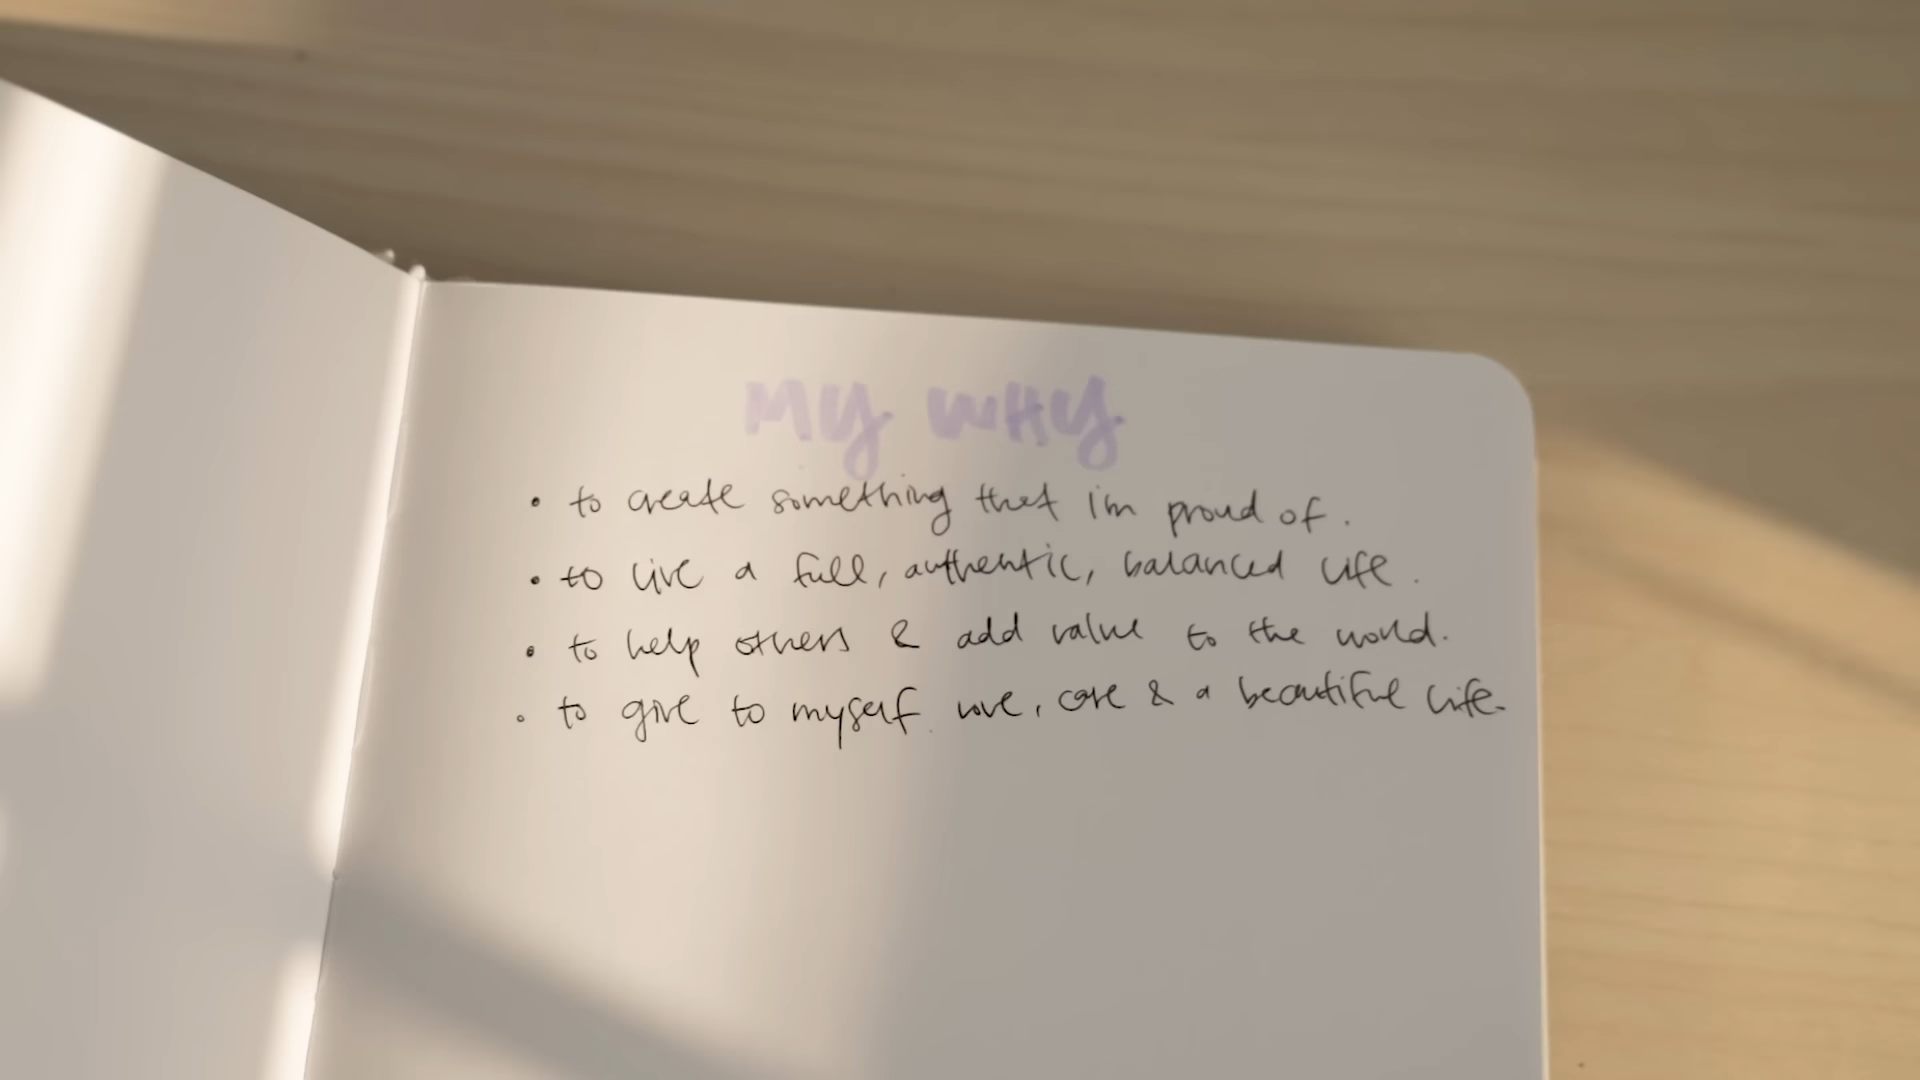 MY WHY
• to create something that i'm proud of.
• to live a full, authentic, balanced life.
• to help others & add value to the world.
• to give to myself love, care & a beautiful life.